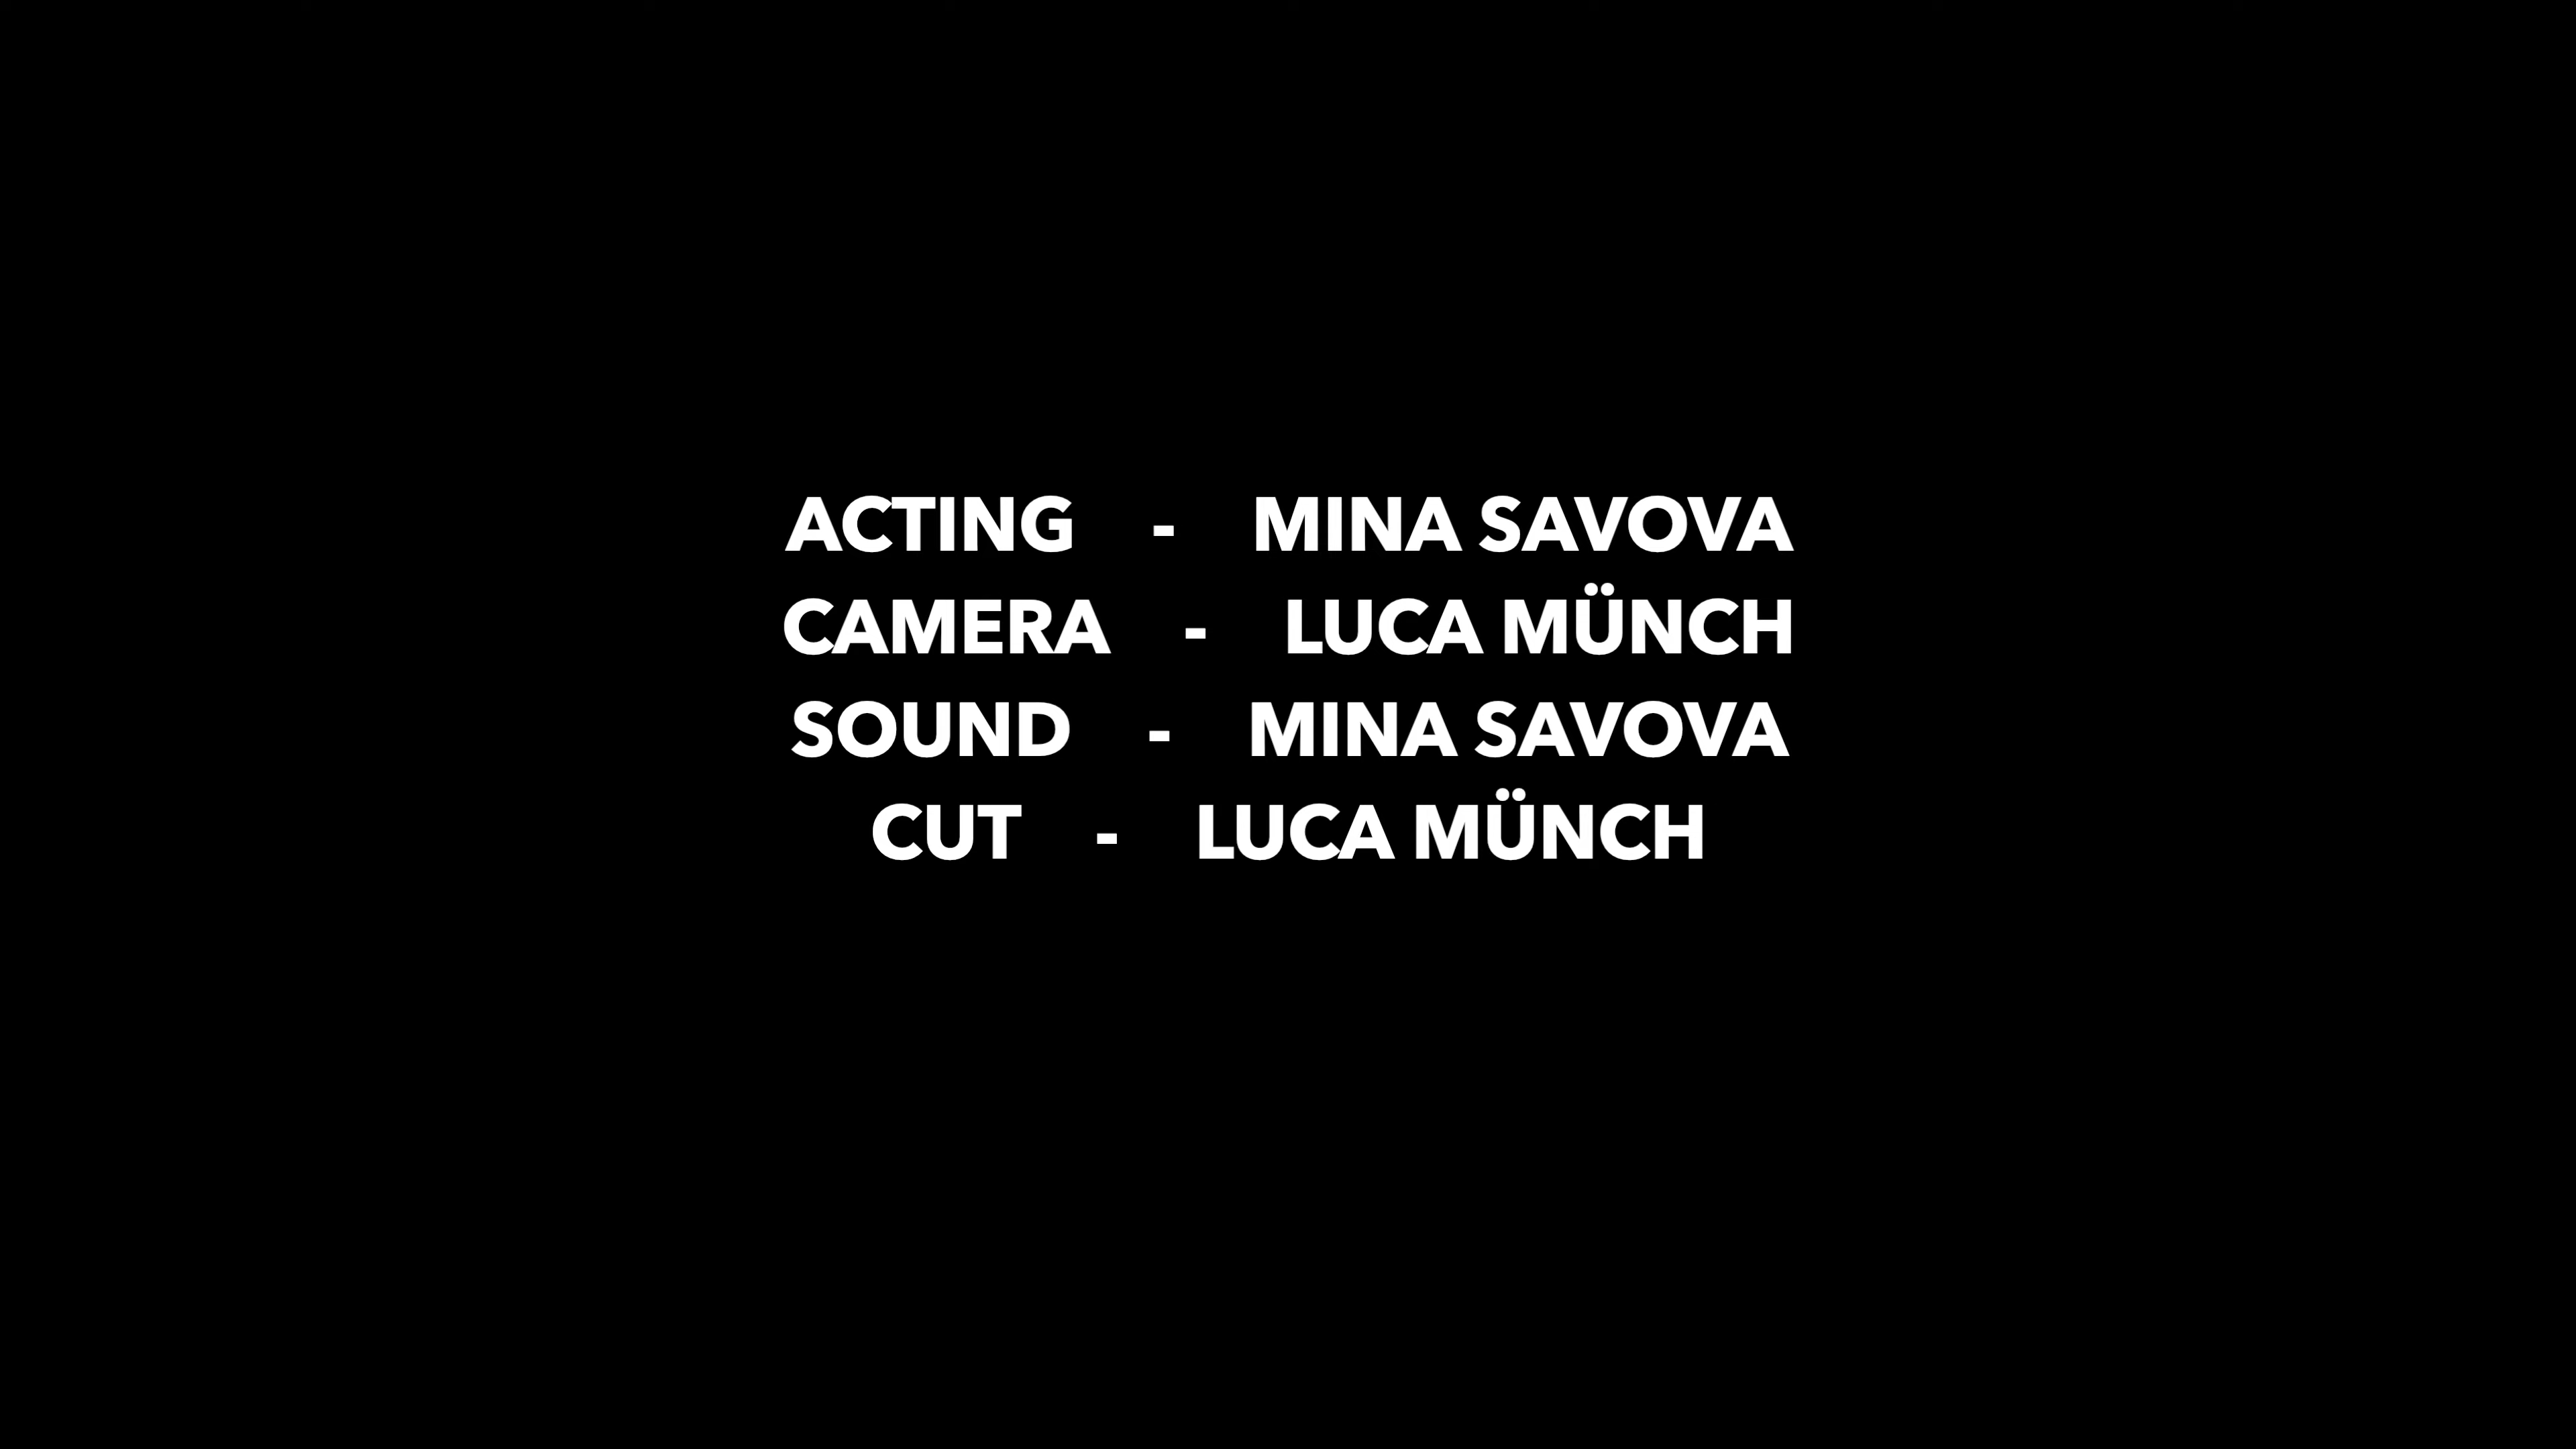 ACTING - MINA SAVOVA
CAMERA - LUCA MÜNCH
SOUND - MINA SAVOVA
CUT - LUCA MÜNCH